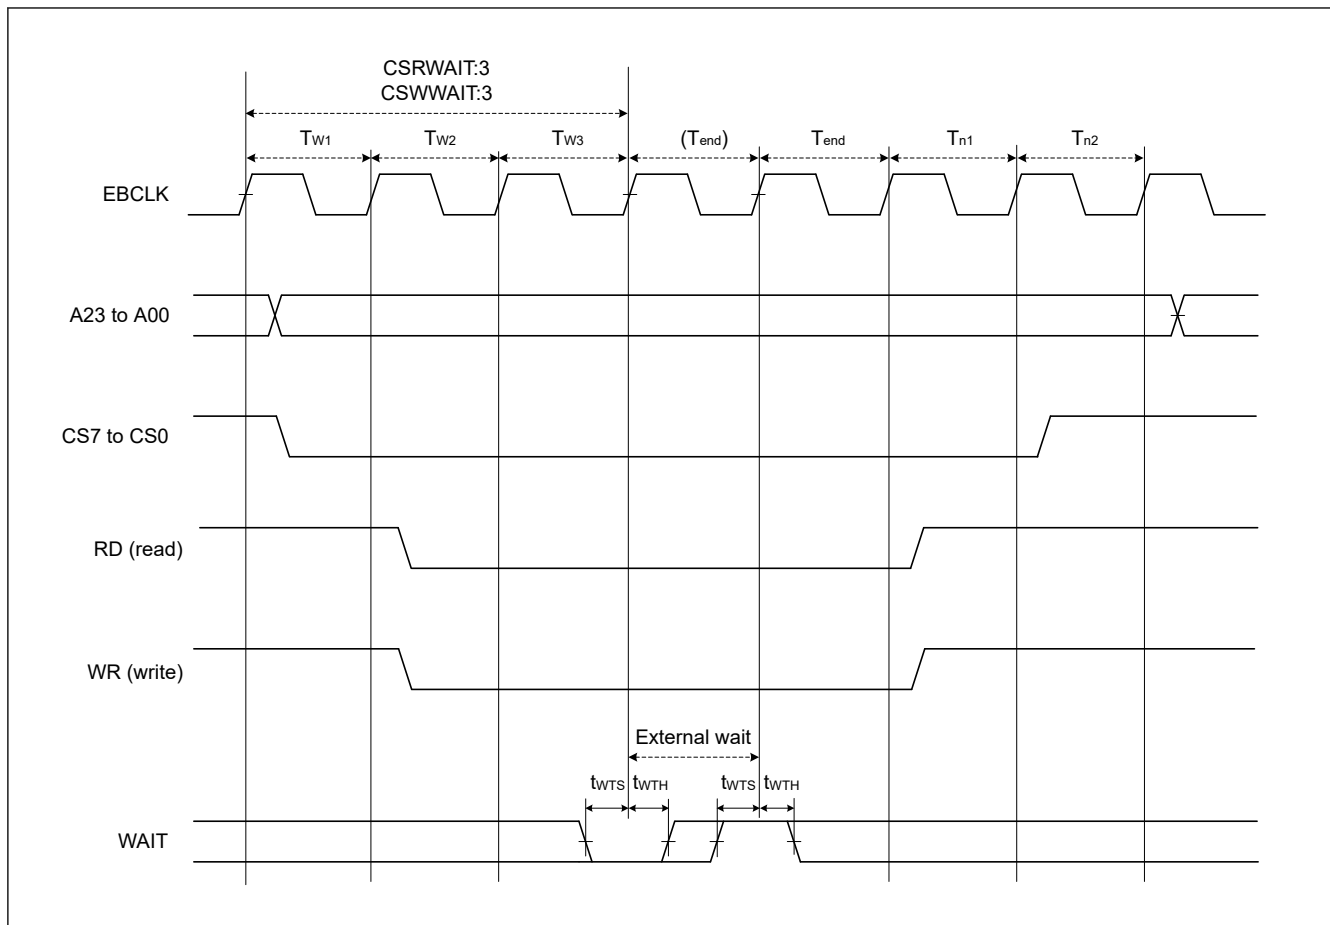 CSRWAIT:3
CSWWAIT:3
TW1 TW2 TW3 (Tend) Tend Tn1 Tn2
EBCLK
A23 to A00
CS7 to CS0
RD (read)
WR (write)
External wait
tWTS tWTH tWTS tWTH
WAIT